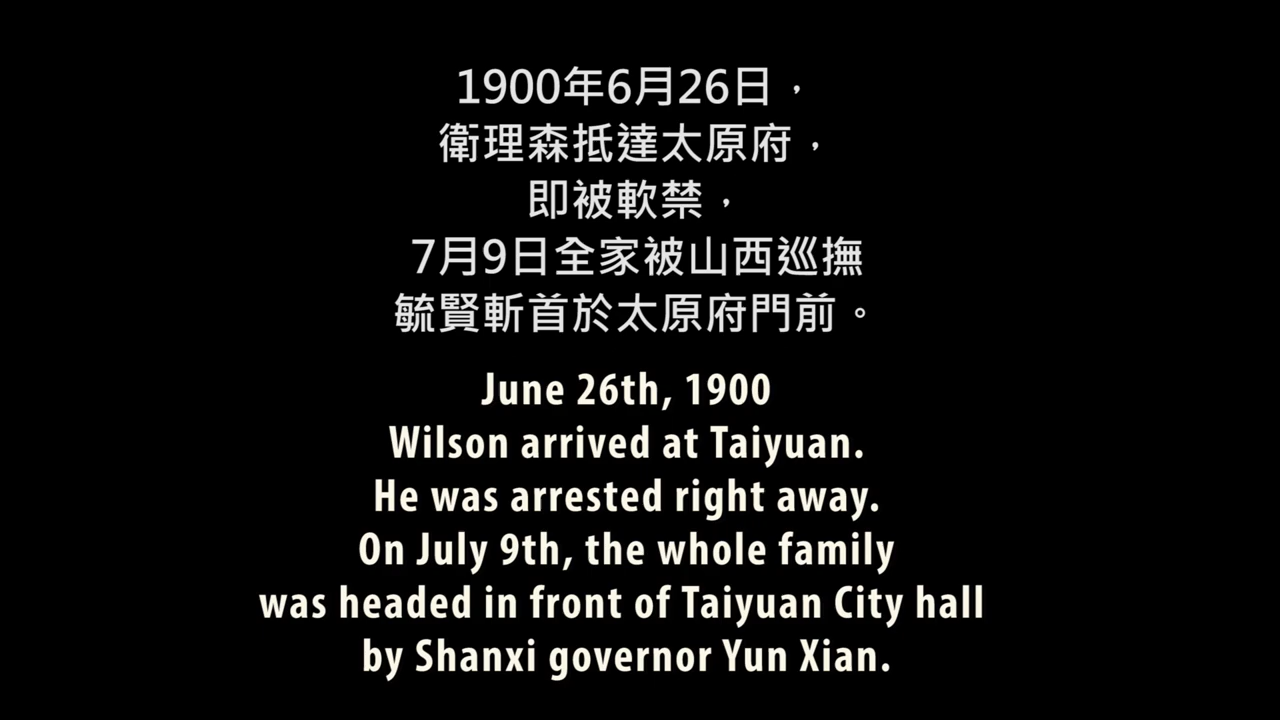 1900年6月26日，
衛理森抵達太原府，
即被軟禁，
7月9日全家被山西巡撫
毓賢斬首於太原府門前。
June 26th, 1900
Wilson arrived at Taiyuan.
He was arrested right away.
On July 9th, the whole family
was headed in front of Taiyuan City hall
by Shanxi governor Yun Xian.